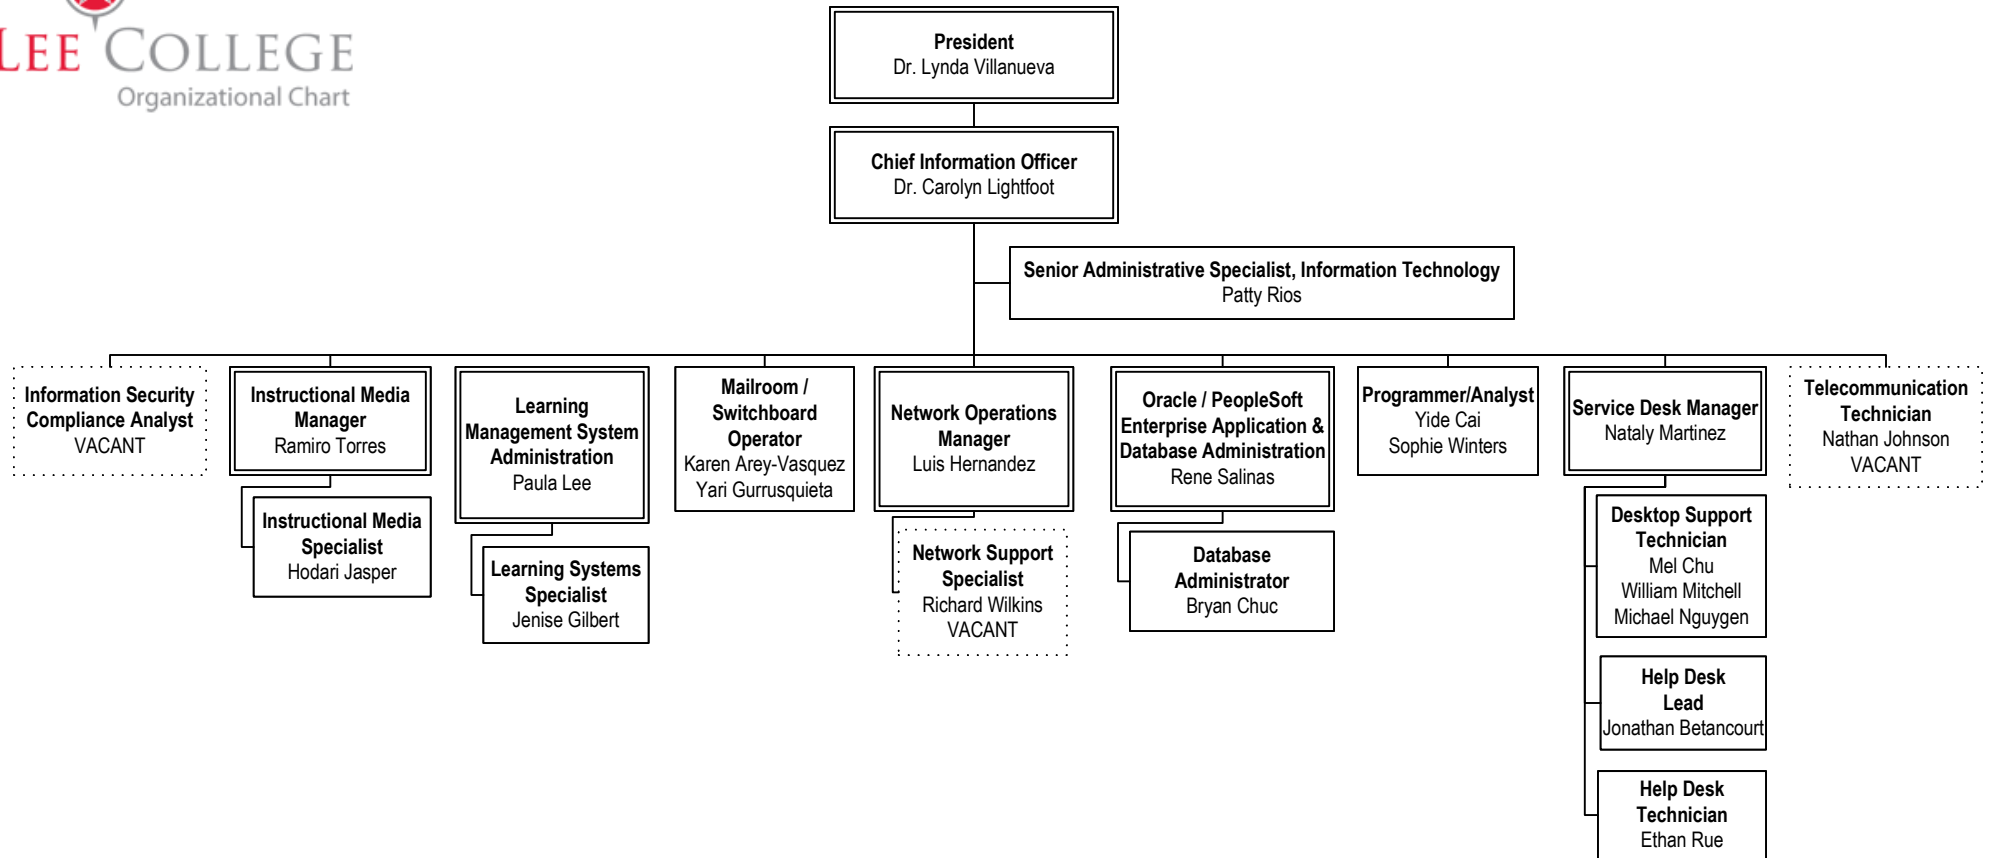 LEE COLLEGE
Organizational Chart
President
Dr. Lynda Villanueva
Chief Information Officer
Dr. Carolyn Lightfoot
Senior Administrative Specialist, Information Technology
Patty Rios
Information Security
Compliance Analyst
VACANT
Instructional Media
Manager
Ramiro Torres
Instructional Media
Specialist
Hodari Jasper
Learning
Management System
Administration
Paula Lee
Learning Systems
Specialist
Jenise Gilbert
Mailroom /
Switchboard
Operator
Karen Arey-Vasquez
Yari Gurrusquieta
Network Operations
Manager
Luis Hernandez
Network Support
Specialist
Richard Wilkins
VACANT
Oracle / PeopleSoft
Enterprise Application &
Database Administration
Rene Salinas
Database
Administrator
Bryan Chuc
Programmer/Analyst
Yide Cai
Sophie Winters
Service Desk Manager
Nataly Martinez
Desktop Support
Technician
Mel Chu
William Mitchell
Michael Nguygen
Help Desk
Lead
Jonathan Betancourt
Help Desk
Technician
Ethan Rue
Telecommunication
Technician
Nathan Johnson
VACANT